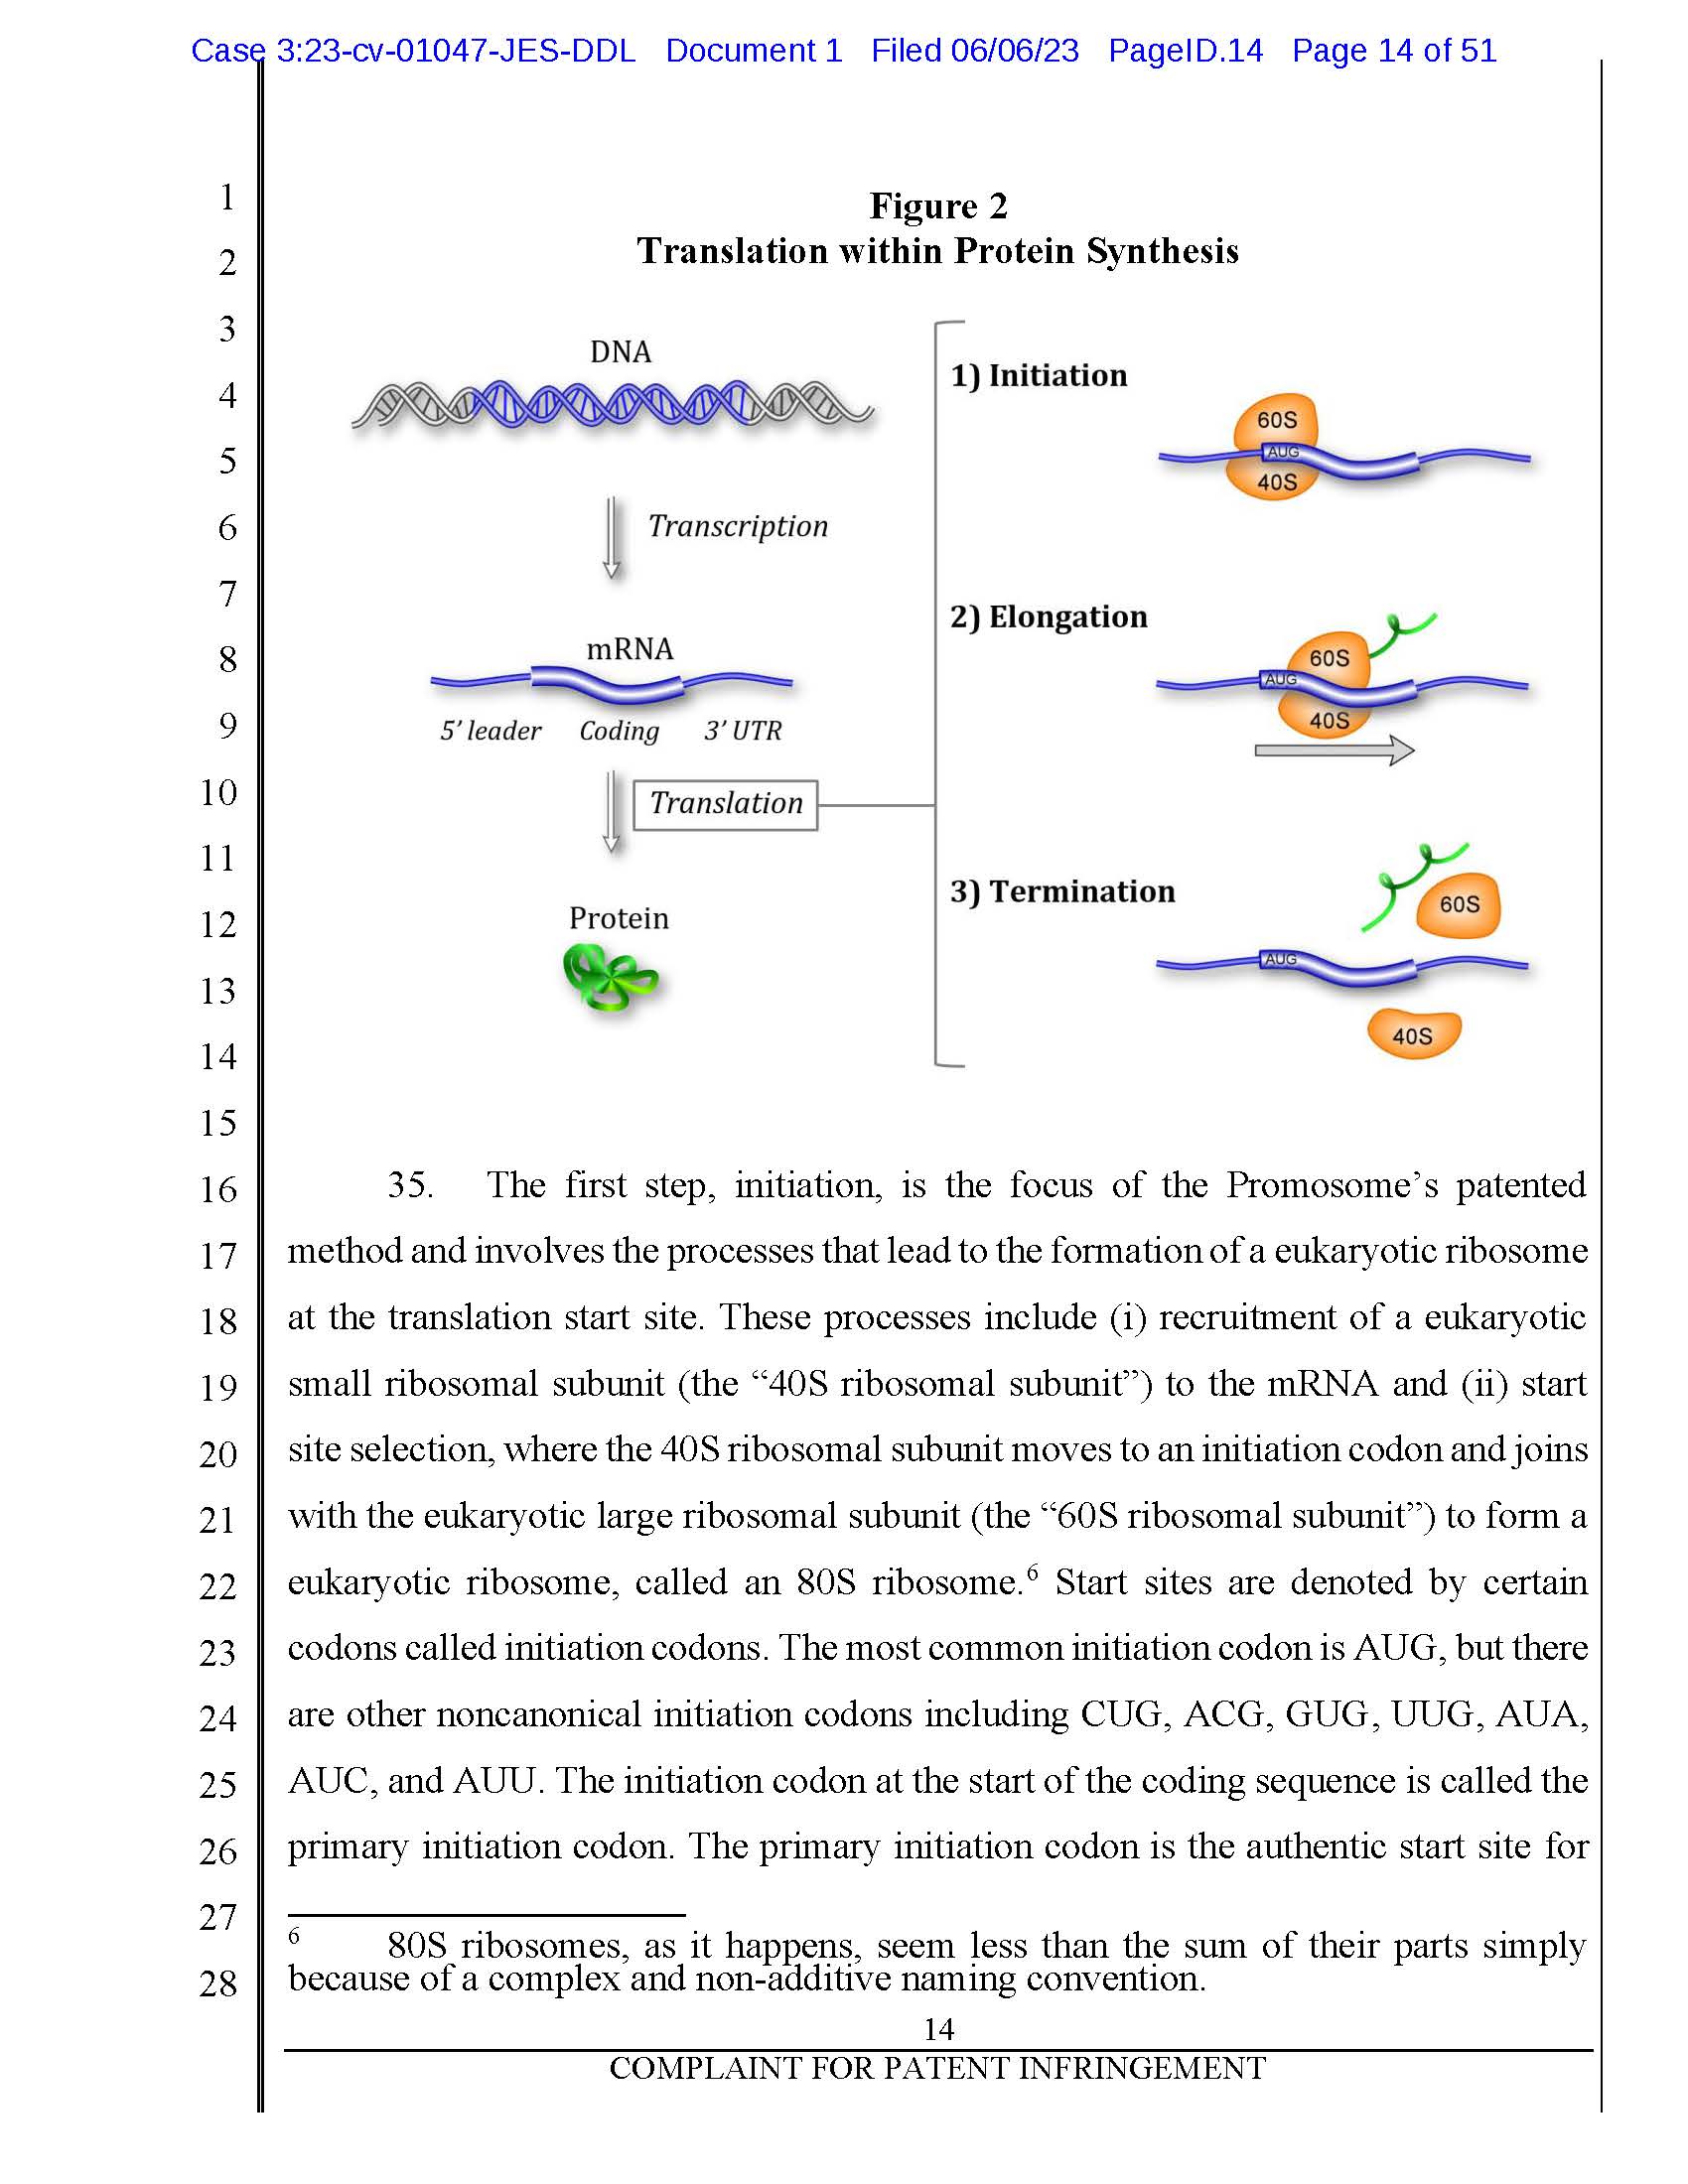 Case 3:23-cv-01047-JES-DDL Document 1 Filed 06/06/23 PageID.14 Page 14 of 51
1
2
3
4
5
6
7
8
9
10
11
12
13
14
15
16
17
18
19
20
21
22
23
24
25
26
27
28
Figure 2
Translation within Protein Synthesis
DNA
Transcription
mRNA
5’ leader Coding 3’ UTR
Translation
Protein
1) Initiation
60S
AUG
40S
2) Elongation
60S
AUG
40S
3) Termination
60S
AUG
40S
35. The first step, initiation, is the focus of the Promosome’s patented
method and involves the processes that lead to the formation of a eukaryotic ribosome
at the translation start site. These processes include (i) recruitment of a eukaryotic
small ribosomal subunit (the “40S ribosomal subunit”) to the mRNA and (ii) start
site selection, where the 40S ribosomal subunit moves to an initiation codon and joins
with the eukaryotic large ribosomal subunit (the “60S ribosomal subunit”) to form a
eukaryotic ribosome, called an 80S ribosome.6 Start sites are denoted by certain
codons called initiation codons. The most common initiation codon is AUG, but there
are other noncanonical initiation codons including CUG, ACG, GUG, UUG, AUA,
AUC, and AUU. The initiation codon at the start of the coding sequence is called the
primary initiation codon. The primary initiation codon is the authentic start site for
6 80S ribosomes, as it happens, seem less than the sum of their parts simply
because of a complex and non-additive naming convention.
14
COMPLAINT FOR PATENT INFRINGEMENT